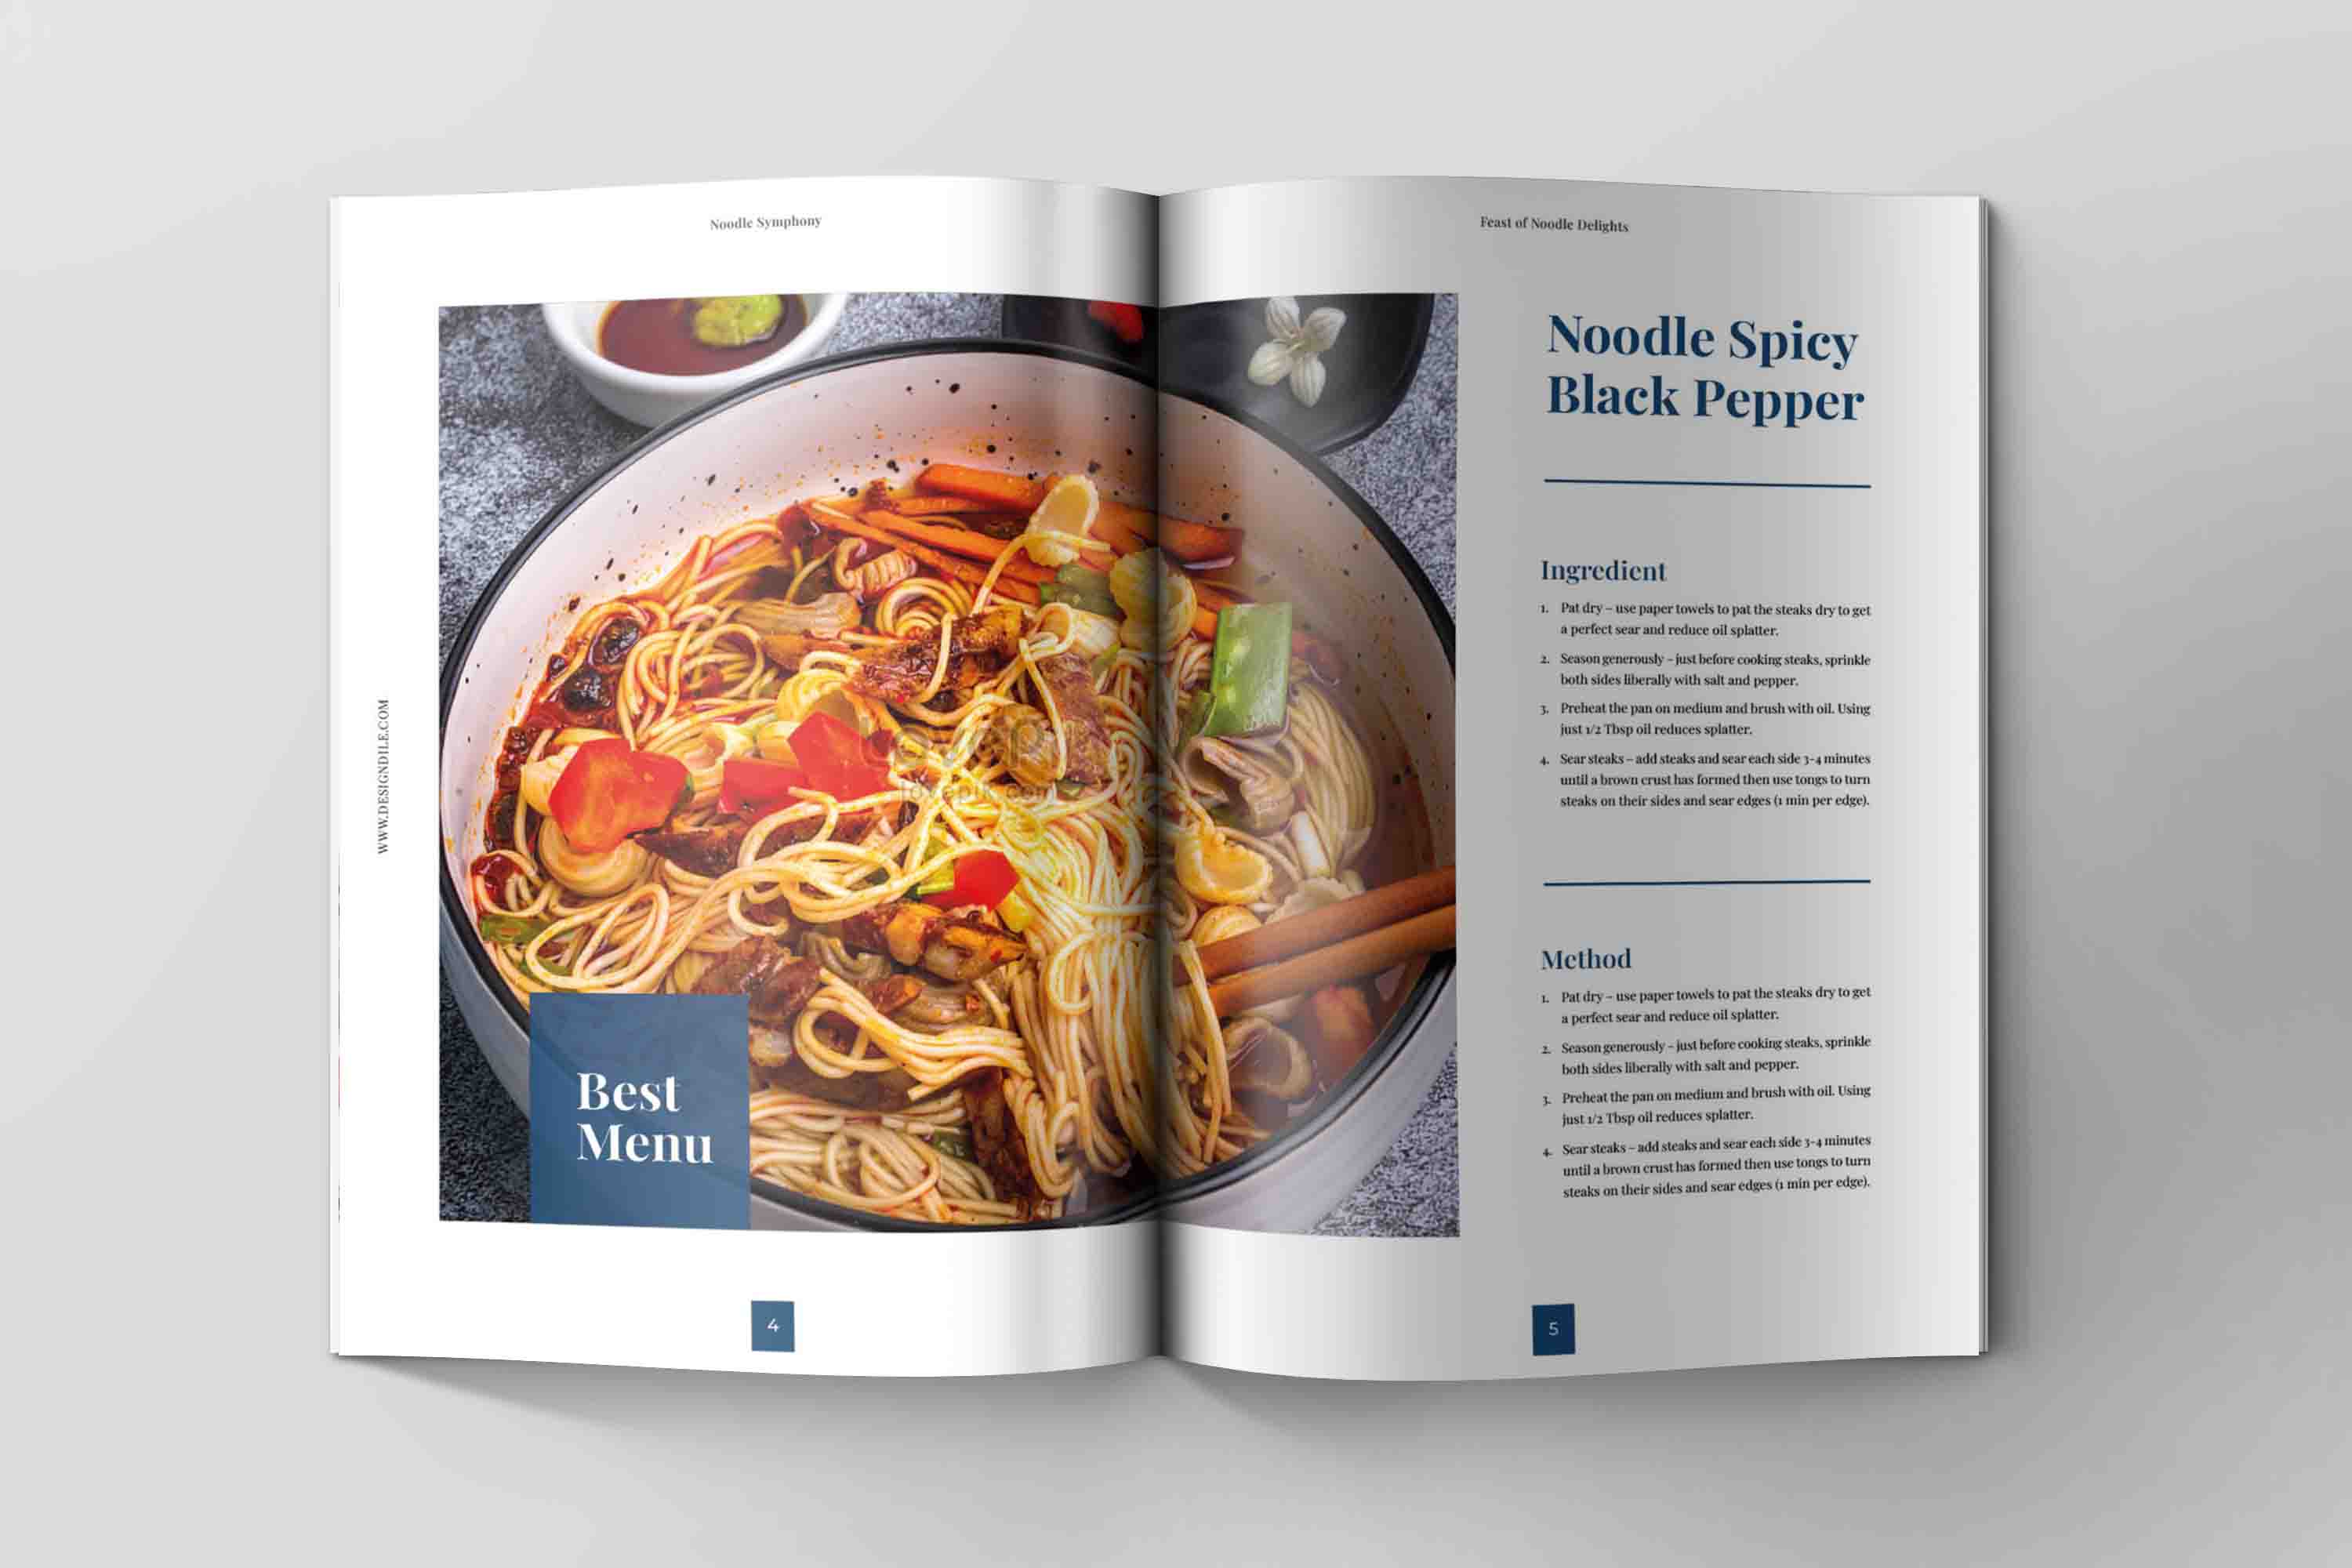 Noodle Symphony
WWW.DESIGNDILE.COM
Lovepik
lovepik.com
Best
Menu
4
Feast of Noodle Delights
Noodle Spicy
Black Pepper
Ingredient
1. Pat dry – use paper towels to pat the steaks dry to get
a perfect sear and reduce oil splatter.
2. Season generously – just before cooking steaks, sprinkle
both sides liberally with salt and pepper.
3. Preheat the pan on medium and brush with oil. Using
just 1/2 Tbsp oil reduces splatter.
4. Sear steaks – add steaks and sear each side 3-4 minutes
until a brown crust has formed then use tongs to turn
steaks on their sides and sear edges (1 min per edge).
Method
1. Pat dry – use paper towels to pat the steaks dry to get
a perfect sear and reduce oil splatter.
2. Season generously – just before cooking steaks, sprinkle
both sides liberally with salt and pepper.
3. Preheat the pan on medium and brush with oil. Using
just 1/2 Tbsp oil reduces splatter.
4. Sear steaks – add steaks and sear each side 3-4 minutes
until a brown crust has formed then use tongs to turn
steaks on their sides and sear edges (1 min per edge).
5